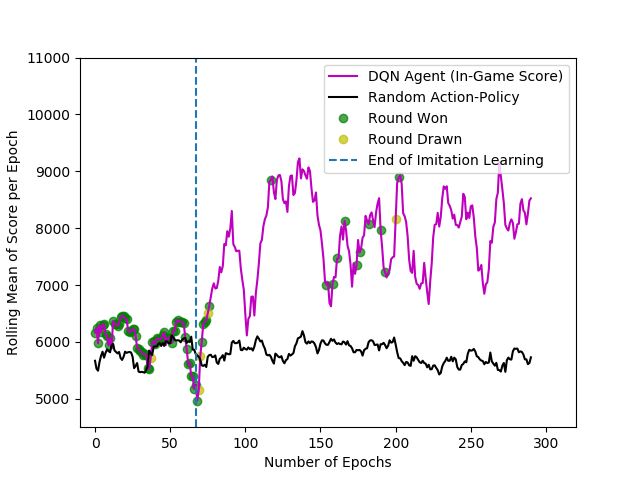 11000
10000
9000
8000
7000
6000
5000
Rolling Mean of Score per Epoch
DQN Agent (In-Game Score)
Random Action-Policy
Round Won
Round Drawn
End of Imitation Learning
0
50
100
150
200
250
300
Number of Epochs